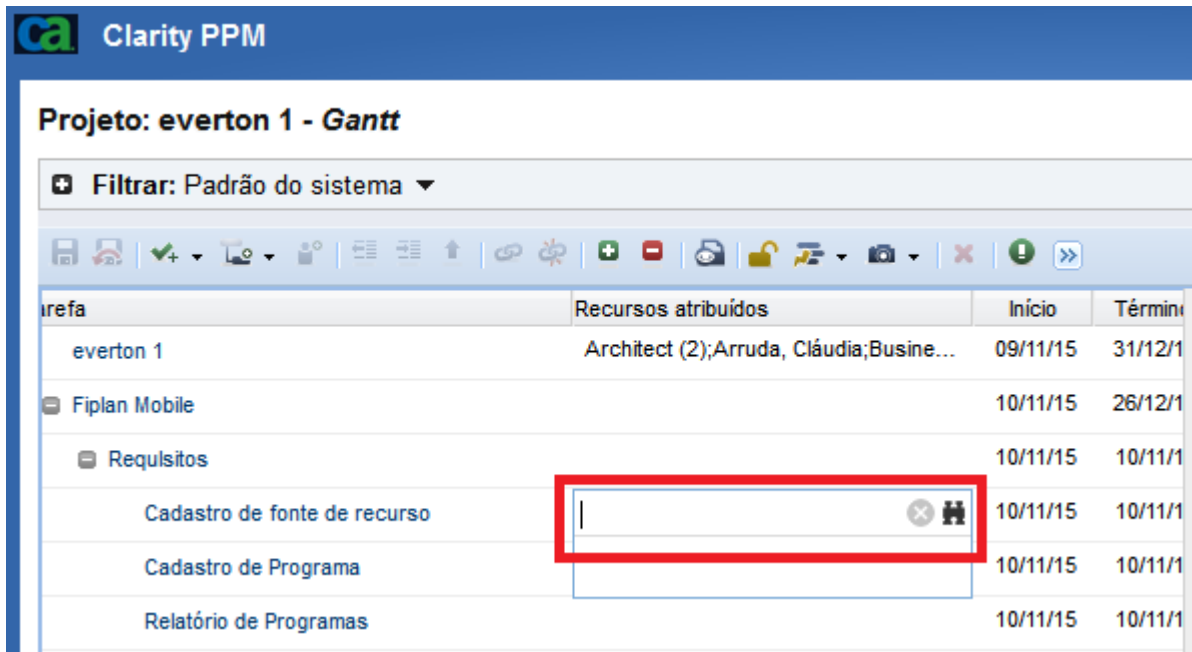 ca Clarity PPM
Projeto: everton 1 - Gantt
Filtrar: Padrão do sistema
arefa Recursos atribuídos Início Término
everton 1 Architect (2);Arruda, Cláudia;Busine... 09/11/15 31/12/1
Fiplan Mobile 10/11/15 26/12/1
RequIsitos 10/11/15 10/11/1
Cadastro de fonte de recurso 10/11/15 10/11/1
Cadastro de Programa 10/11/15 10/11/1
Relatório de Programas 10/11/15 10/11/1